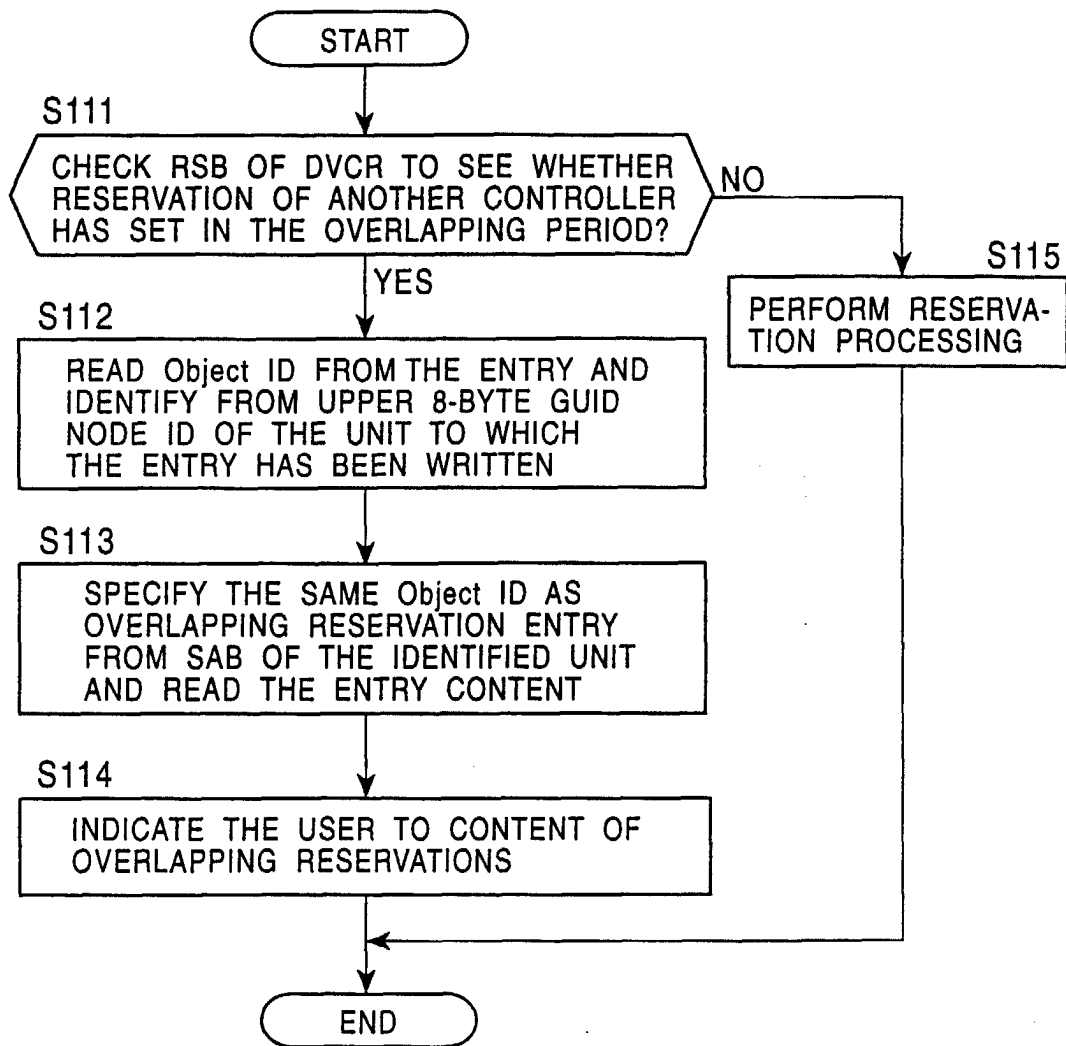 START
S111
CHECK RSB OF DVCR TO SEE WHETHER
RESERVATION OF ANOTHER CONTROLLER
HAS SET IN THE OVERLAPPING PERIOD?
NO
YES
S115
PERFORM RESERVA-
TION PROCESSING
S112
READ Object ID FROM THE ENTRY AND
IDENTIFY FROM UPPER 8-BYTE GUID
NODE ID OF THE UNIT TO WHICH
THE ENTRY HAS BEEN WRITTEN
S113
SPECIFY THE SAME Object ID AS
OVERLAPPING RESERVATION ENTRY
FROM SAB OF THE IDENTIFIED UNIT
AND READ THE ENTRY CONTENT
S114
INDICATE THE USER TO CONTENT OF
OVERLAPPING RESERVATIONS
END